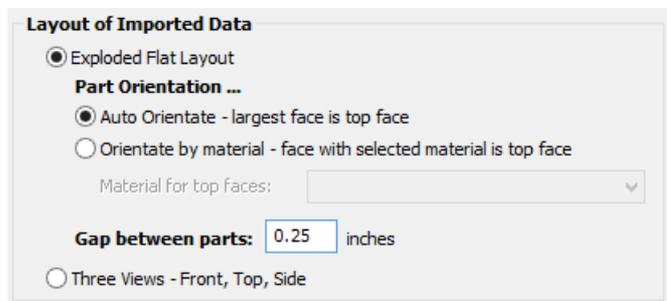 Layout of Imported Data
Exploded Flat Layout
Part Orientation ...
Auto Orientate - largest face is top face
Orientate by material - face with selected material is top face
Material for top faces:
Gap between parts: 0.25 inches
Three Views - Front, Top, Side